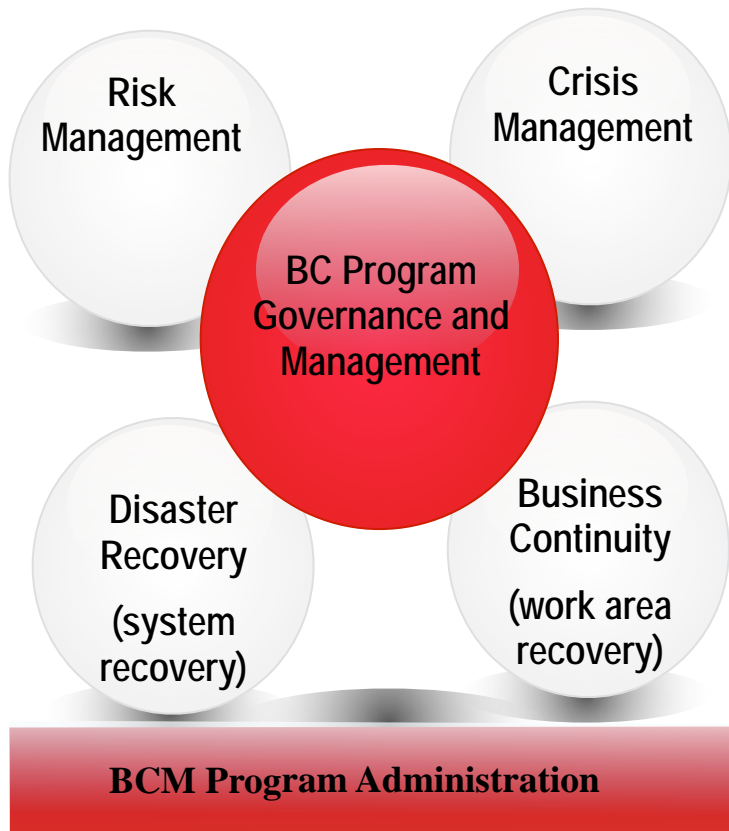 Risk
Management
Crisis
Management
BC Program
Governance and
Management
Disaster
Recovery
(system
recovery)
Business
Continuity
(work area
recovery)
BCM Program Administration